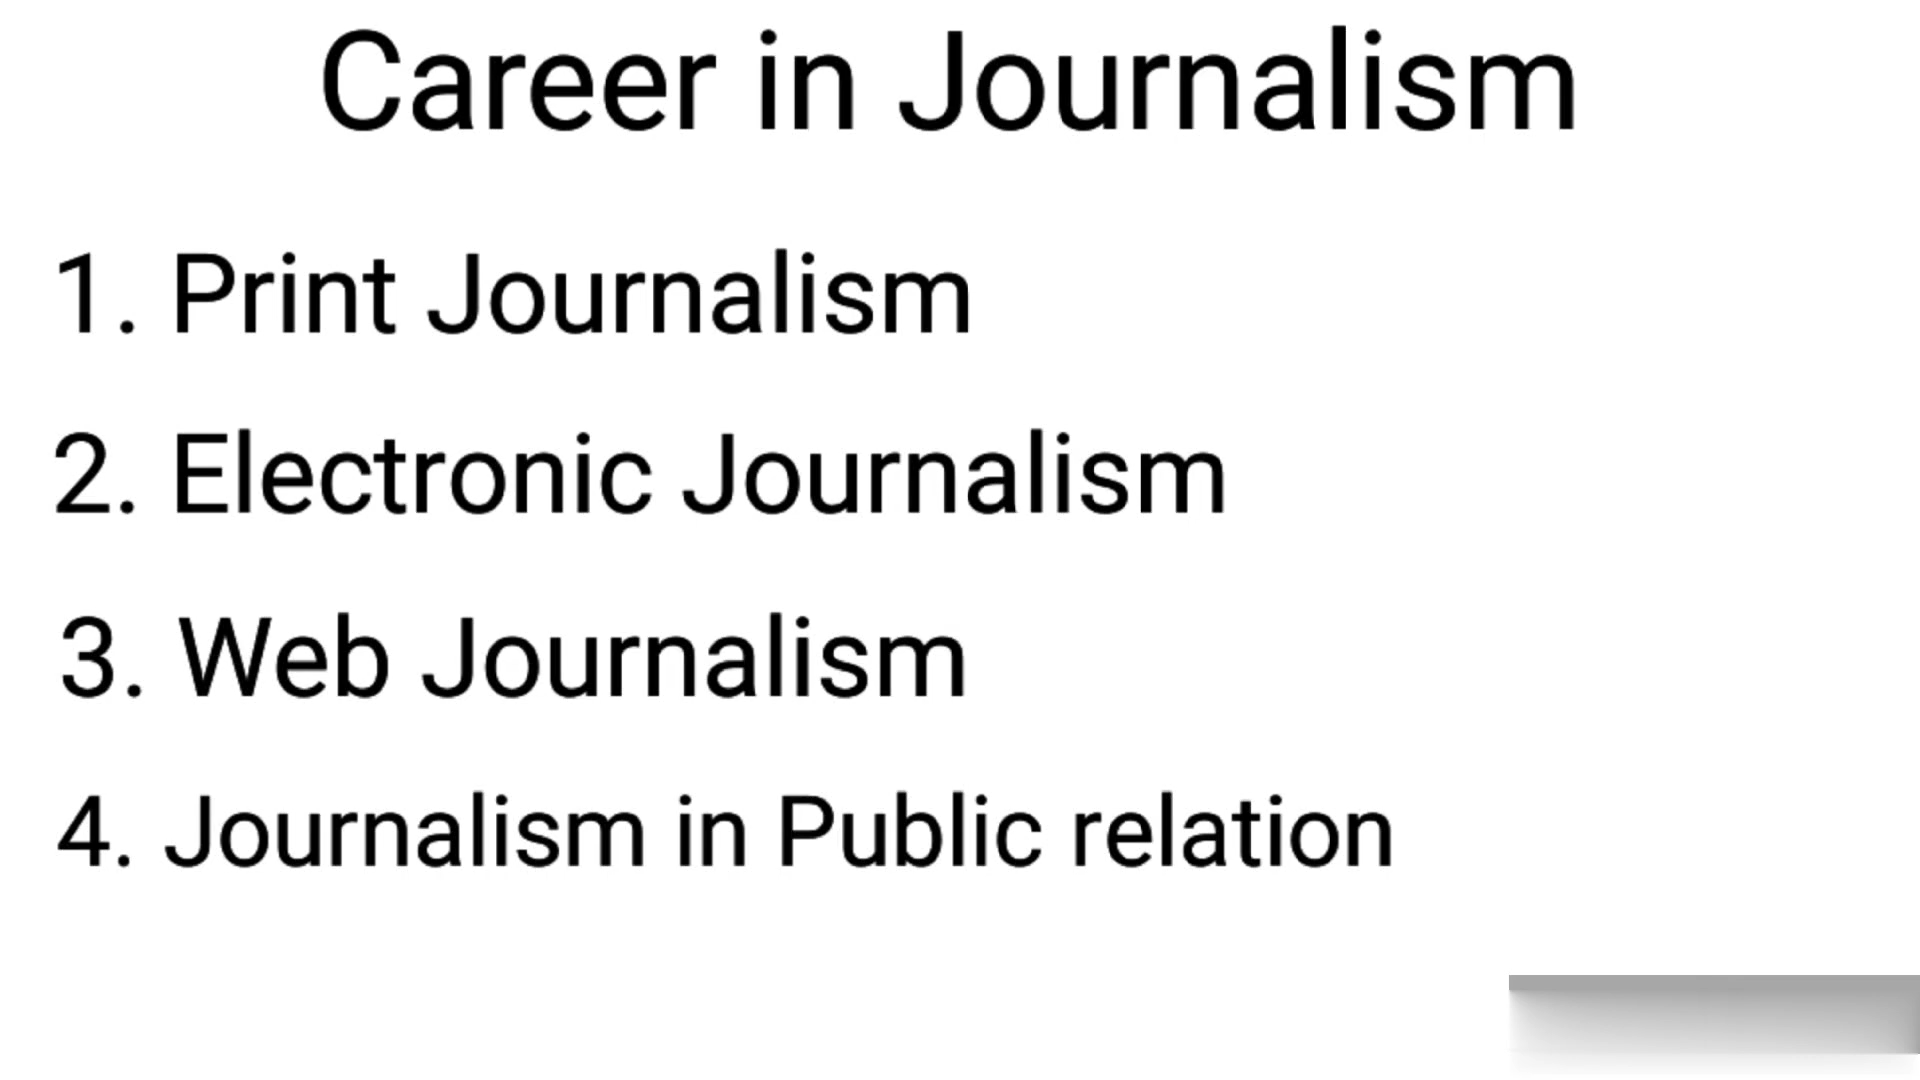 Career in Journalism
1. Print Journalism
2. Electronic Journalism
3. Web Journalism
4. Journalism in Public relation